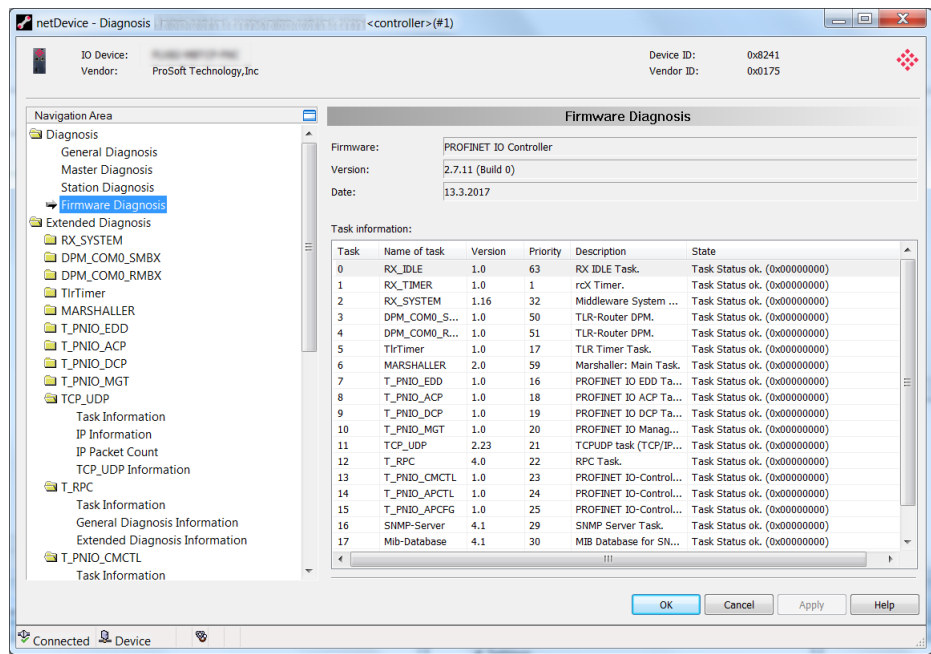 netDevice - Diagnosis <controller>(#1)
IO Device: Device ID: 0x8241
Vendor: ProSoft Technology,Inc Vendor ID: 0x0175
Navigation Area
Diagnosis
General Diagnosis
Master Diagnosis
Station Diagnosis
Firmware Diagnosis
Extended Diagnosis
RX_SYSTEM
DPM_COM0_SMBX
DPM_COM0_RMBX
TlrTimer
MARSHALLER
T_PNIO_EDD
T_PNIO_ACP
T_PNIO_DCP
T_PNIO_MGT
TCP_UDP
Task Information
IP Information
IP Packet Count
TCP_UDP Information
T_RPC
Task Information
General Diagnosis Information
Extended Diagnosis Information
T_PNIO_CMCTL
Task Information
Firmware Diagnosis
Firmware: PROFINET IO Controller
Version: 2.7.11 (Build 0)
Date: 13.3.2017
Task information:
Task Name of task Version Priority Description State
0 RX_IDLE 1.0 63 RX IDLE Task. Task Status ok. (0x00000000)
1 RX_TIMER 1.0 1 rcX Timer. Task Status ok. (0x00000000)
2 RX_SYSTEM 1.16 32 Middleware System ... Task Status ok. (0x00000000)
3 DPM_COM0_S... 1.0 50 TLR-Router DPM. Task Status ok. (0x00000000)
4 DPM_COM0_R... 1.0 51 TLR-Router DPM. Task Status ok. (0x00000000)
5 TlrTimer 1.0 17 TLR Timer Task. Task Status ok. (0x00000000)
6 MARSHALLER 2.0 59 Marshaller: Main Task. Task Status ok. (0x00000000)
7 T_PNIO_EDD 1.0 16 PROFINET IO EDD Ta... Task Status ok. (0x00000000)
8 T_PNIO_ACP 1.0 18 PROFINET IO ACP Ta... Task Status ok. (0x00000000)
9 T_PNIO_DCP 1.0 19 PROFINET IO DCP Ta... Task Status ok. (0x00000000)
10 T_PNIO_MGT 1.0 20 PROFINET IO Manag... Task Status ok. (0x00000000)
11 TCP_UDP 2.23 21 TCPUDP task (TCP/IP... Task Status ok. (0x00000000)
12 T_RPC 4.0 22 RPC Task. Task Status ok. (0x00000000)
13 T_PNIO_CMCTL 1.0 23 PROFINET IO-Control... Task Status ok. (0x00000000)
14 T_PNIO_APCTL 1.0 24 PROFINET IO-Control... Task Status ok. (0x00000000)
15 T_PNIO_APCFG 1.0 25 PROFINET IO-Control... Task Status ok. (0x00000000)
16 SNMP-Server 4.1 29 SNMP Server Task. Task Status ok. (0x00000000)
17 Mib-Database 4.1 30 MIB Database for SN... Task Status ok. (0x00000000)
OK Cancel Apply Help
Connected Device